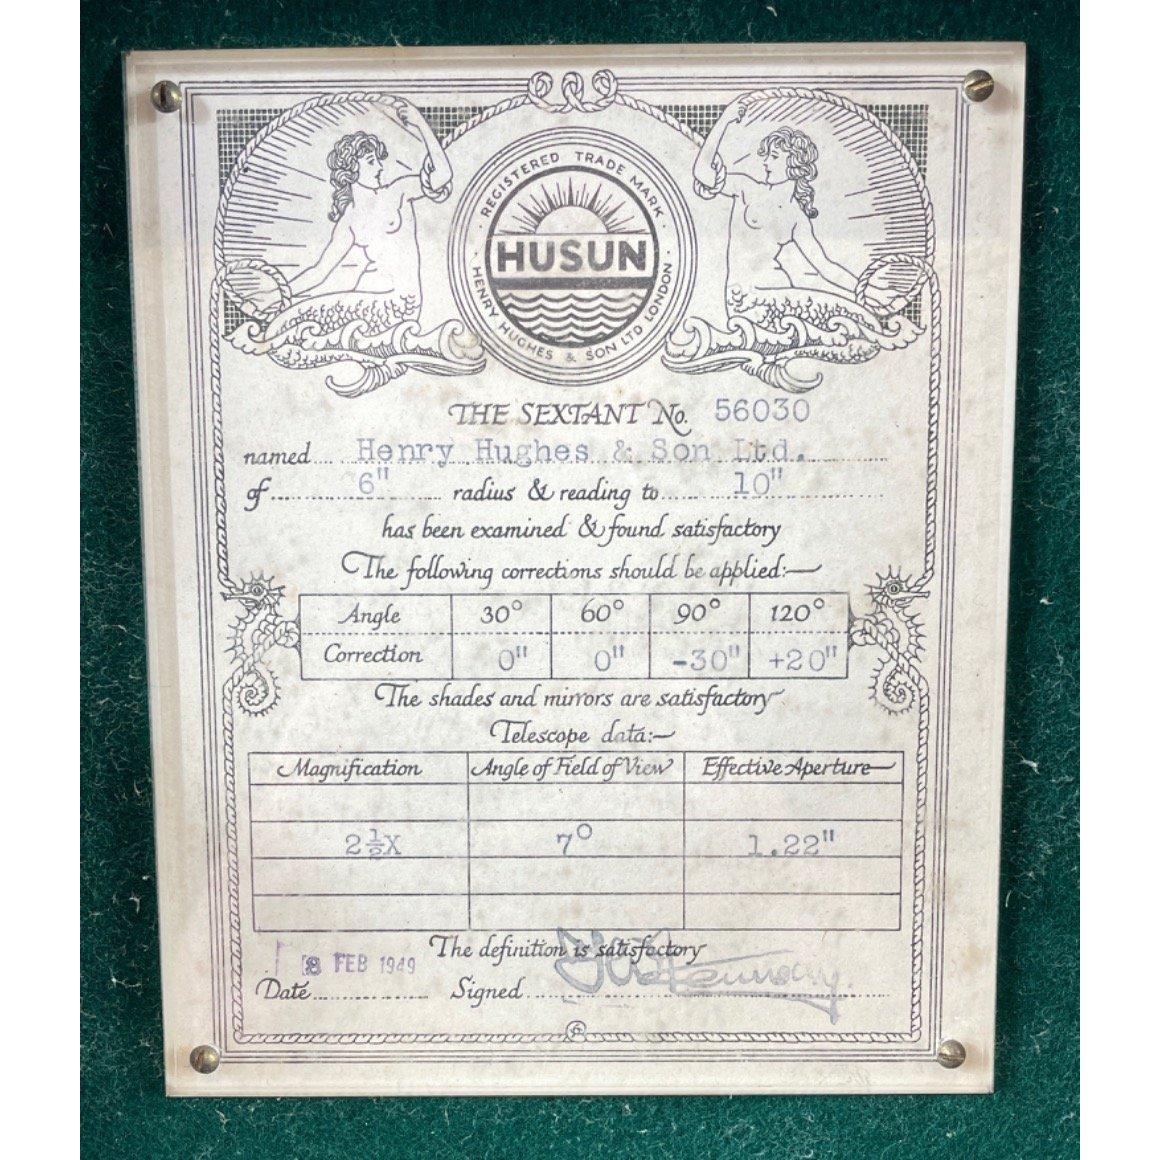 REGISTERED TRADE MARK
HUSUN
HENRY HUGHES & SON LTD LONDON
THE SEXTANT No. 56030
named Henry Hughes & Son Ltd.
of 6" radius & reading to 10"
has been examined & found satisfactory
The following corrections should be applied:—
Angle 30° 60° 90° 120°
Correction 0" 0" -30" +20"
The shades and mirrors are satisfactory
Telescope data:—
Magnification Angle of Field of View Effective Aperture
2½X 7° 1.22"
The definition is satisfactory
8 FEB 1949
Date Signed